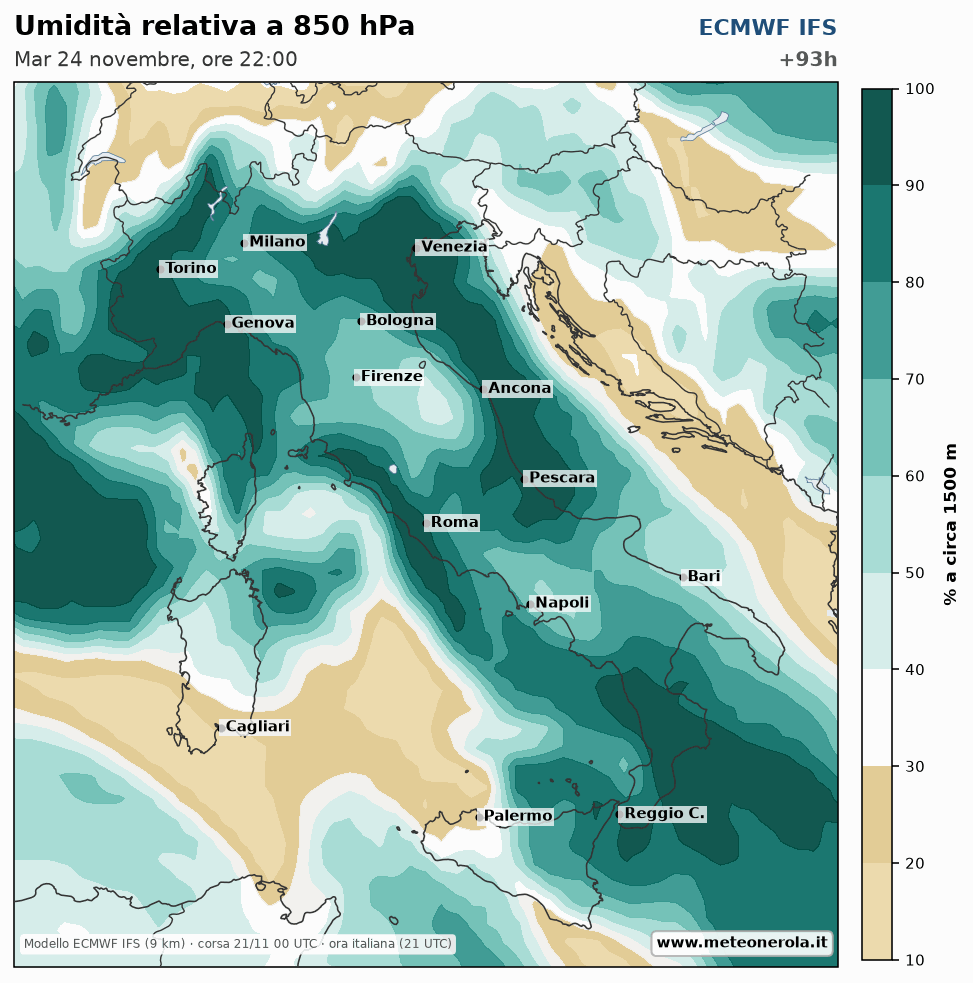 Umidità relativa a 850 hPa
ECMWF IFS
Mar 24 novembre, ore 22:00
+93h
Milano
Venezia
Torino
Genova
Bologna
Firenze
Ancona
Pescara
Roma
Bari
Napoli
Cagliari
Palermo
Reggio C.
100
90
80
70
60
50
40
30
20
10
% a circa 1500 m
Modello ECMWF IFS (9 km) · corsa 21/11 00 UTC · ora italiana (21 UTC)
www.meteonerola.it